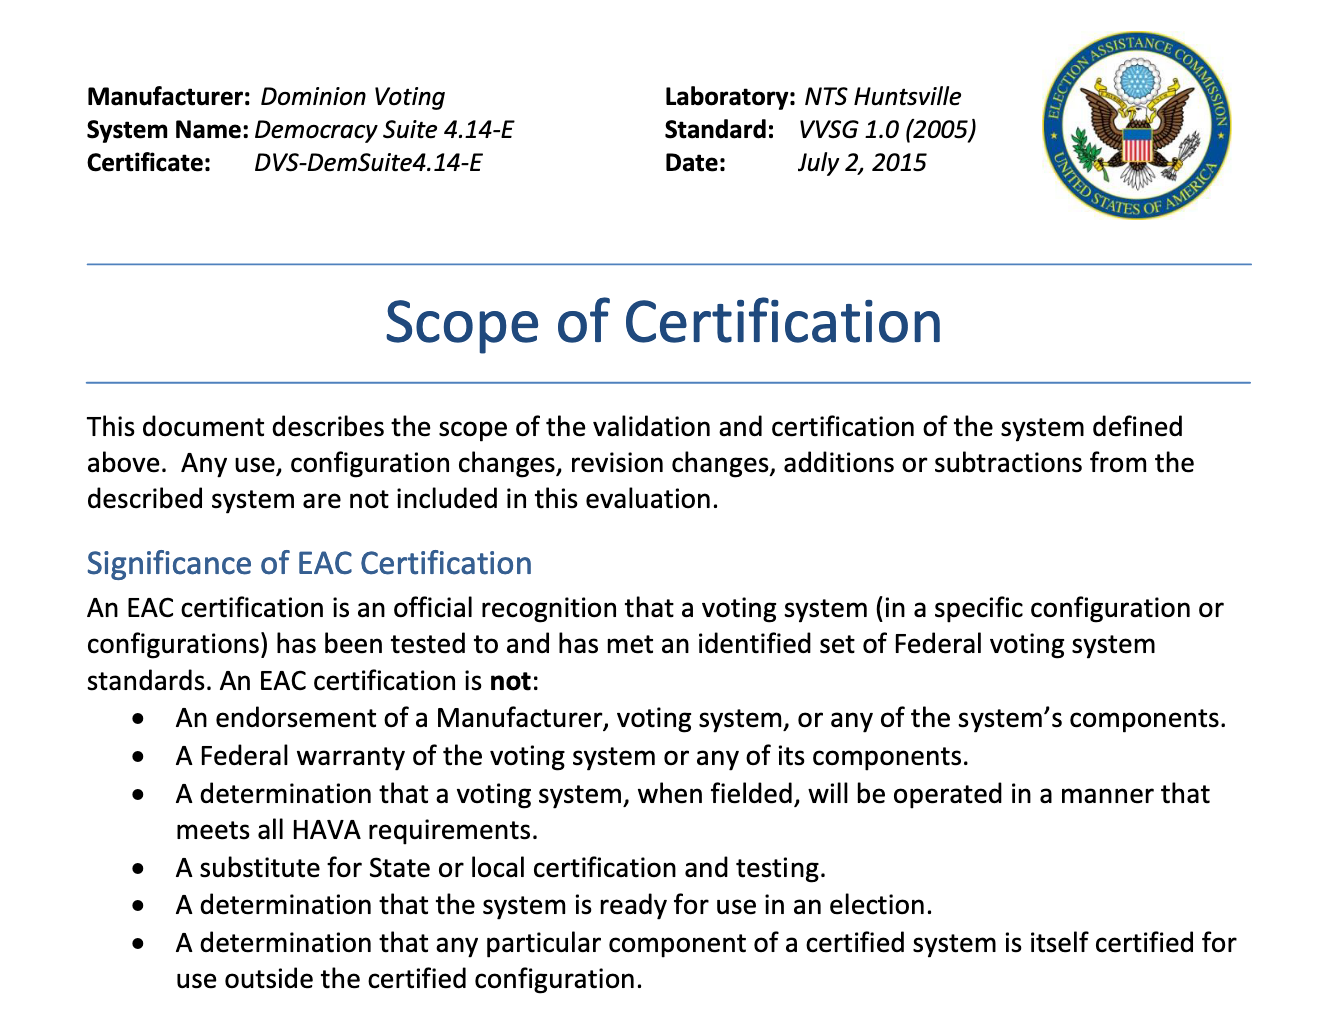 Manufacturer: Dominion Voting
System Name: Democracy Suite 4.14-E
Certificate: DVS-DemSuite4.14-E
Laboratory: NTS Huntsville
Standard: VVSG 1.0 (2005)
Date: July 2, 2015
ELECTION ASSISTANCE COMMISSION
UNITED STATES OF AMERICA
Scope of Certification
This document describes the scope of the validation and certification of the system defined
above.  Any use, configuration changes, revision changes, additions or subtractions from the
described system are not included in this evaluation.
Significance of EAC Certification
An EAC certification is an official recognition that a voting system (in a specific configuration or
configurations) has been tested to and has met an identified set of Federal voting system
standards. An EAC certification is not:
• An endorsement of a Manufacturer, voting system, or any of the system’s components.
• A Federal warranty of the voting system or any of its components.
• A determination that a voting system, when fielded, will be operated in a manner that
meets all HAVA requirements.
• A substitute for State or local certification and testing.
• A determination that the system is ready for use in an election.
• A determination that any particular component of a certified system is itself certified for
use outside the certified configuration.